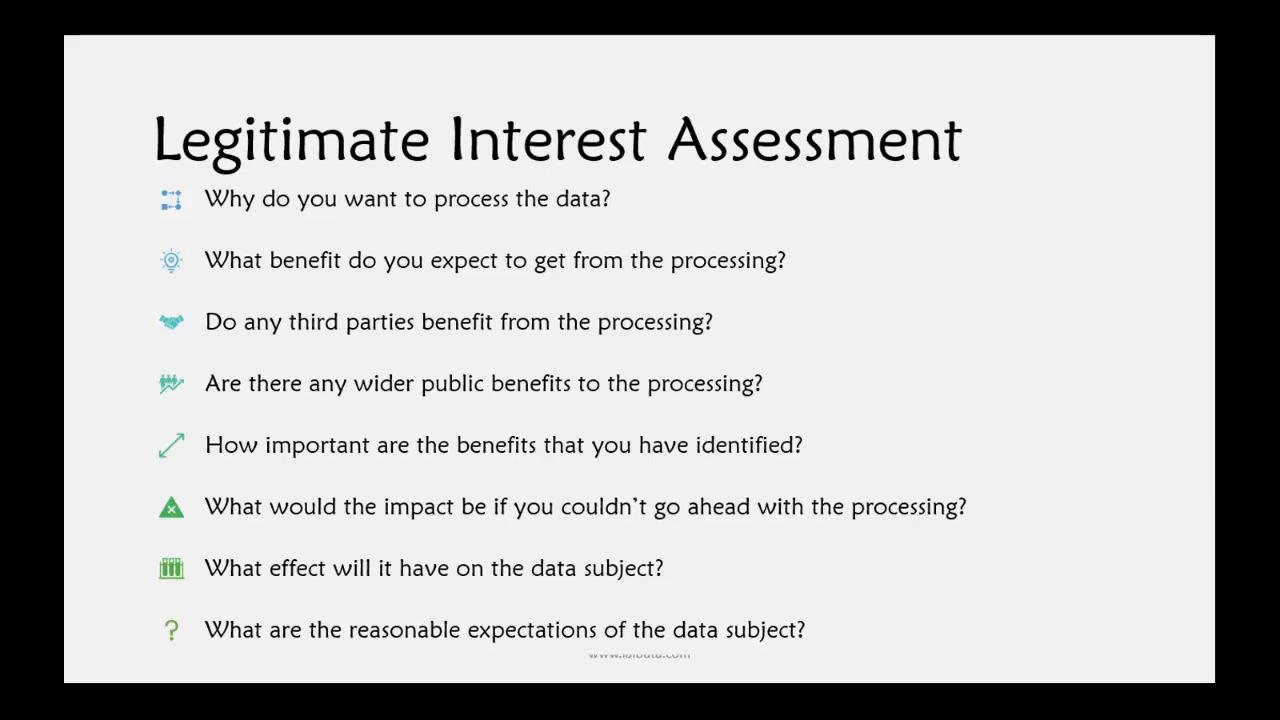 Legitimate Interest Assessment
Why do you want to process the data?
What benefit do you expect to get from the processing?
Do any third parties benefit from the processing?
Are there any wider public benefits to the processing?
How important are the benefits that you have identified?
What would the impact be if you couldn’t go ahead with the processing?
What effect will it have on the data subject?
What are the reasonable expectations of the data subject?